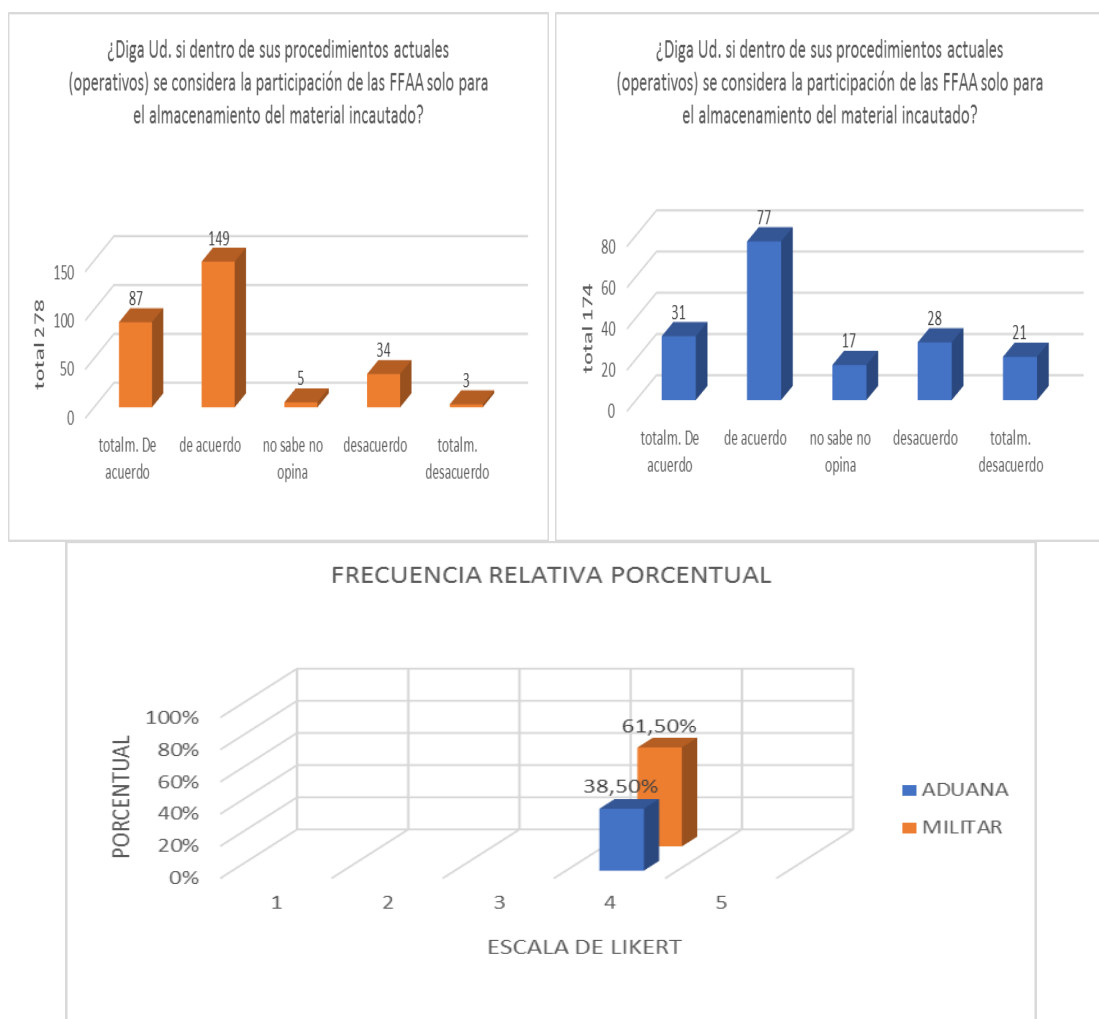 ¿Diga Ud. si dentro de sus procedimientos actuales
(operativos) se considera la participación de las FFAA solo para
el almacenamiento del material incautado?
total 278
150
100
50
0
87
149
5
34
3
totalm. De
acuerdo
de acuerdo
no sabe no
opina
desacuerdo
totalm.
desacuerdo
¿Diga Ud. si dentro de sus procedimientos actuales
(operativos) se considera la participación de las FFAA solo para
el almacenamiento del material incautado?
total 174
80
60
40
20
0
31
77
17
28
21
totalm. De
acuerdo
de acuerdo
no sabe no
opina
desacuerdo
totalm.
desacuerdo
FRECUENCIA RELATIVA PORCENTUAL
PORCENTUAL
100%
80%
60%
40%
20%
0%
61,50%
38,50%
ADUANA
MILITAR
1 2 3 4 5
ESCALA DE LIKERT